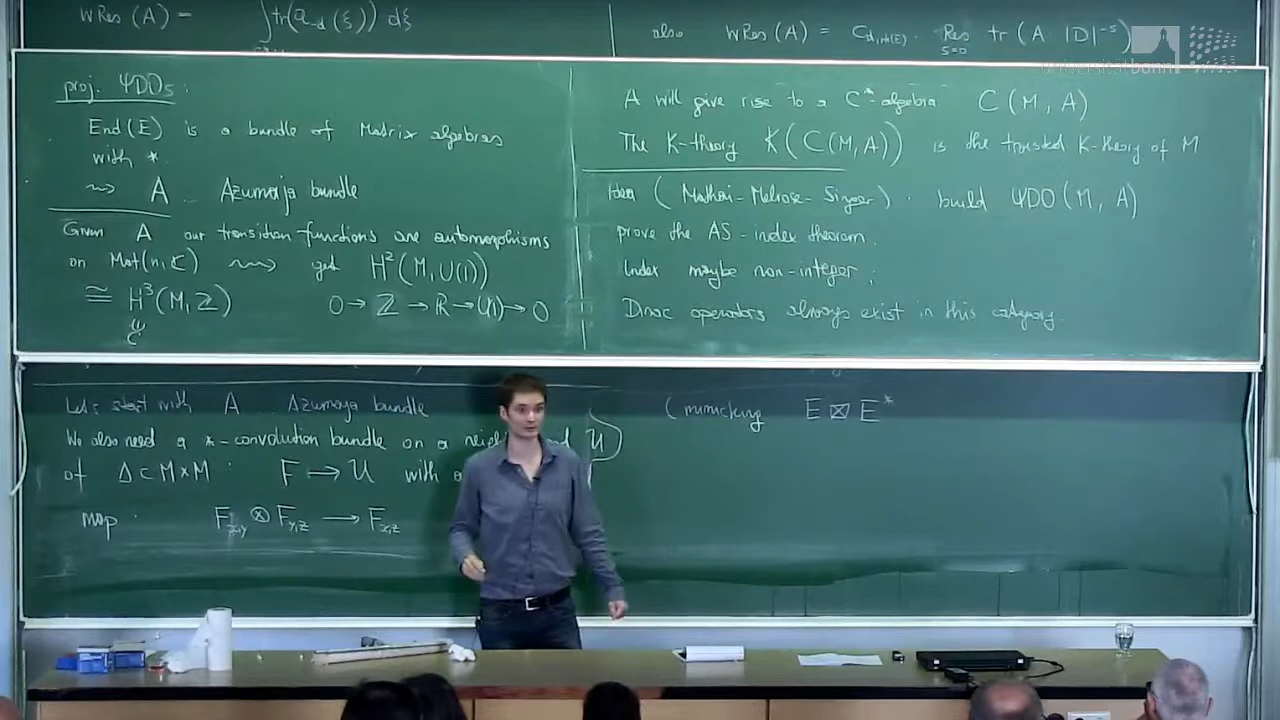 WRes (A) = ∫ tr(a_-d (ξ)) dξ
also WRes (A) = C_d,rk(E) · Res_s=0 tr (A |D|^-s)
universitätbonn
proj. ΨDOs :
End(E) is a bundle of Matrix algebras
with *
⇝ A ... Azumaja bundle
Given A our transition functions are automorphisms
on Mat(n, ℂ) ⇝ get H²(M, U(1))
≅ H³(M, ℤ) 0 → ℤ → ℝ → U(1) → 0
A will give rise to a C*-algebra C(M, A)
The K-theory K(C(M, A)) is the twisted K-theory of M
Idea (Mathai-Melrose-Singer) . build ΨDO(M, A)
prove the AS-index theorem.
Index maybe non-integer ;
Dirac operators always exist in this category.
Let's start with A Azumaya bundle
We also need a *-convolution bundle on a U
of Δ ⊂ M × M : F → U with
map : F_x,y ⊗ F_y,z → F_x,z
(mimicking E ⊠ E*